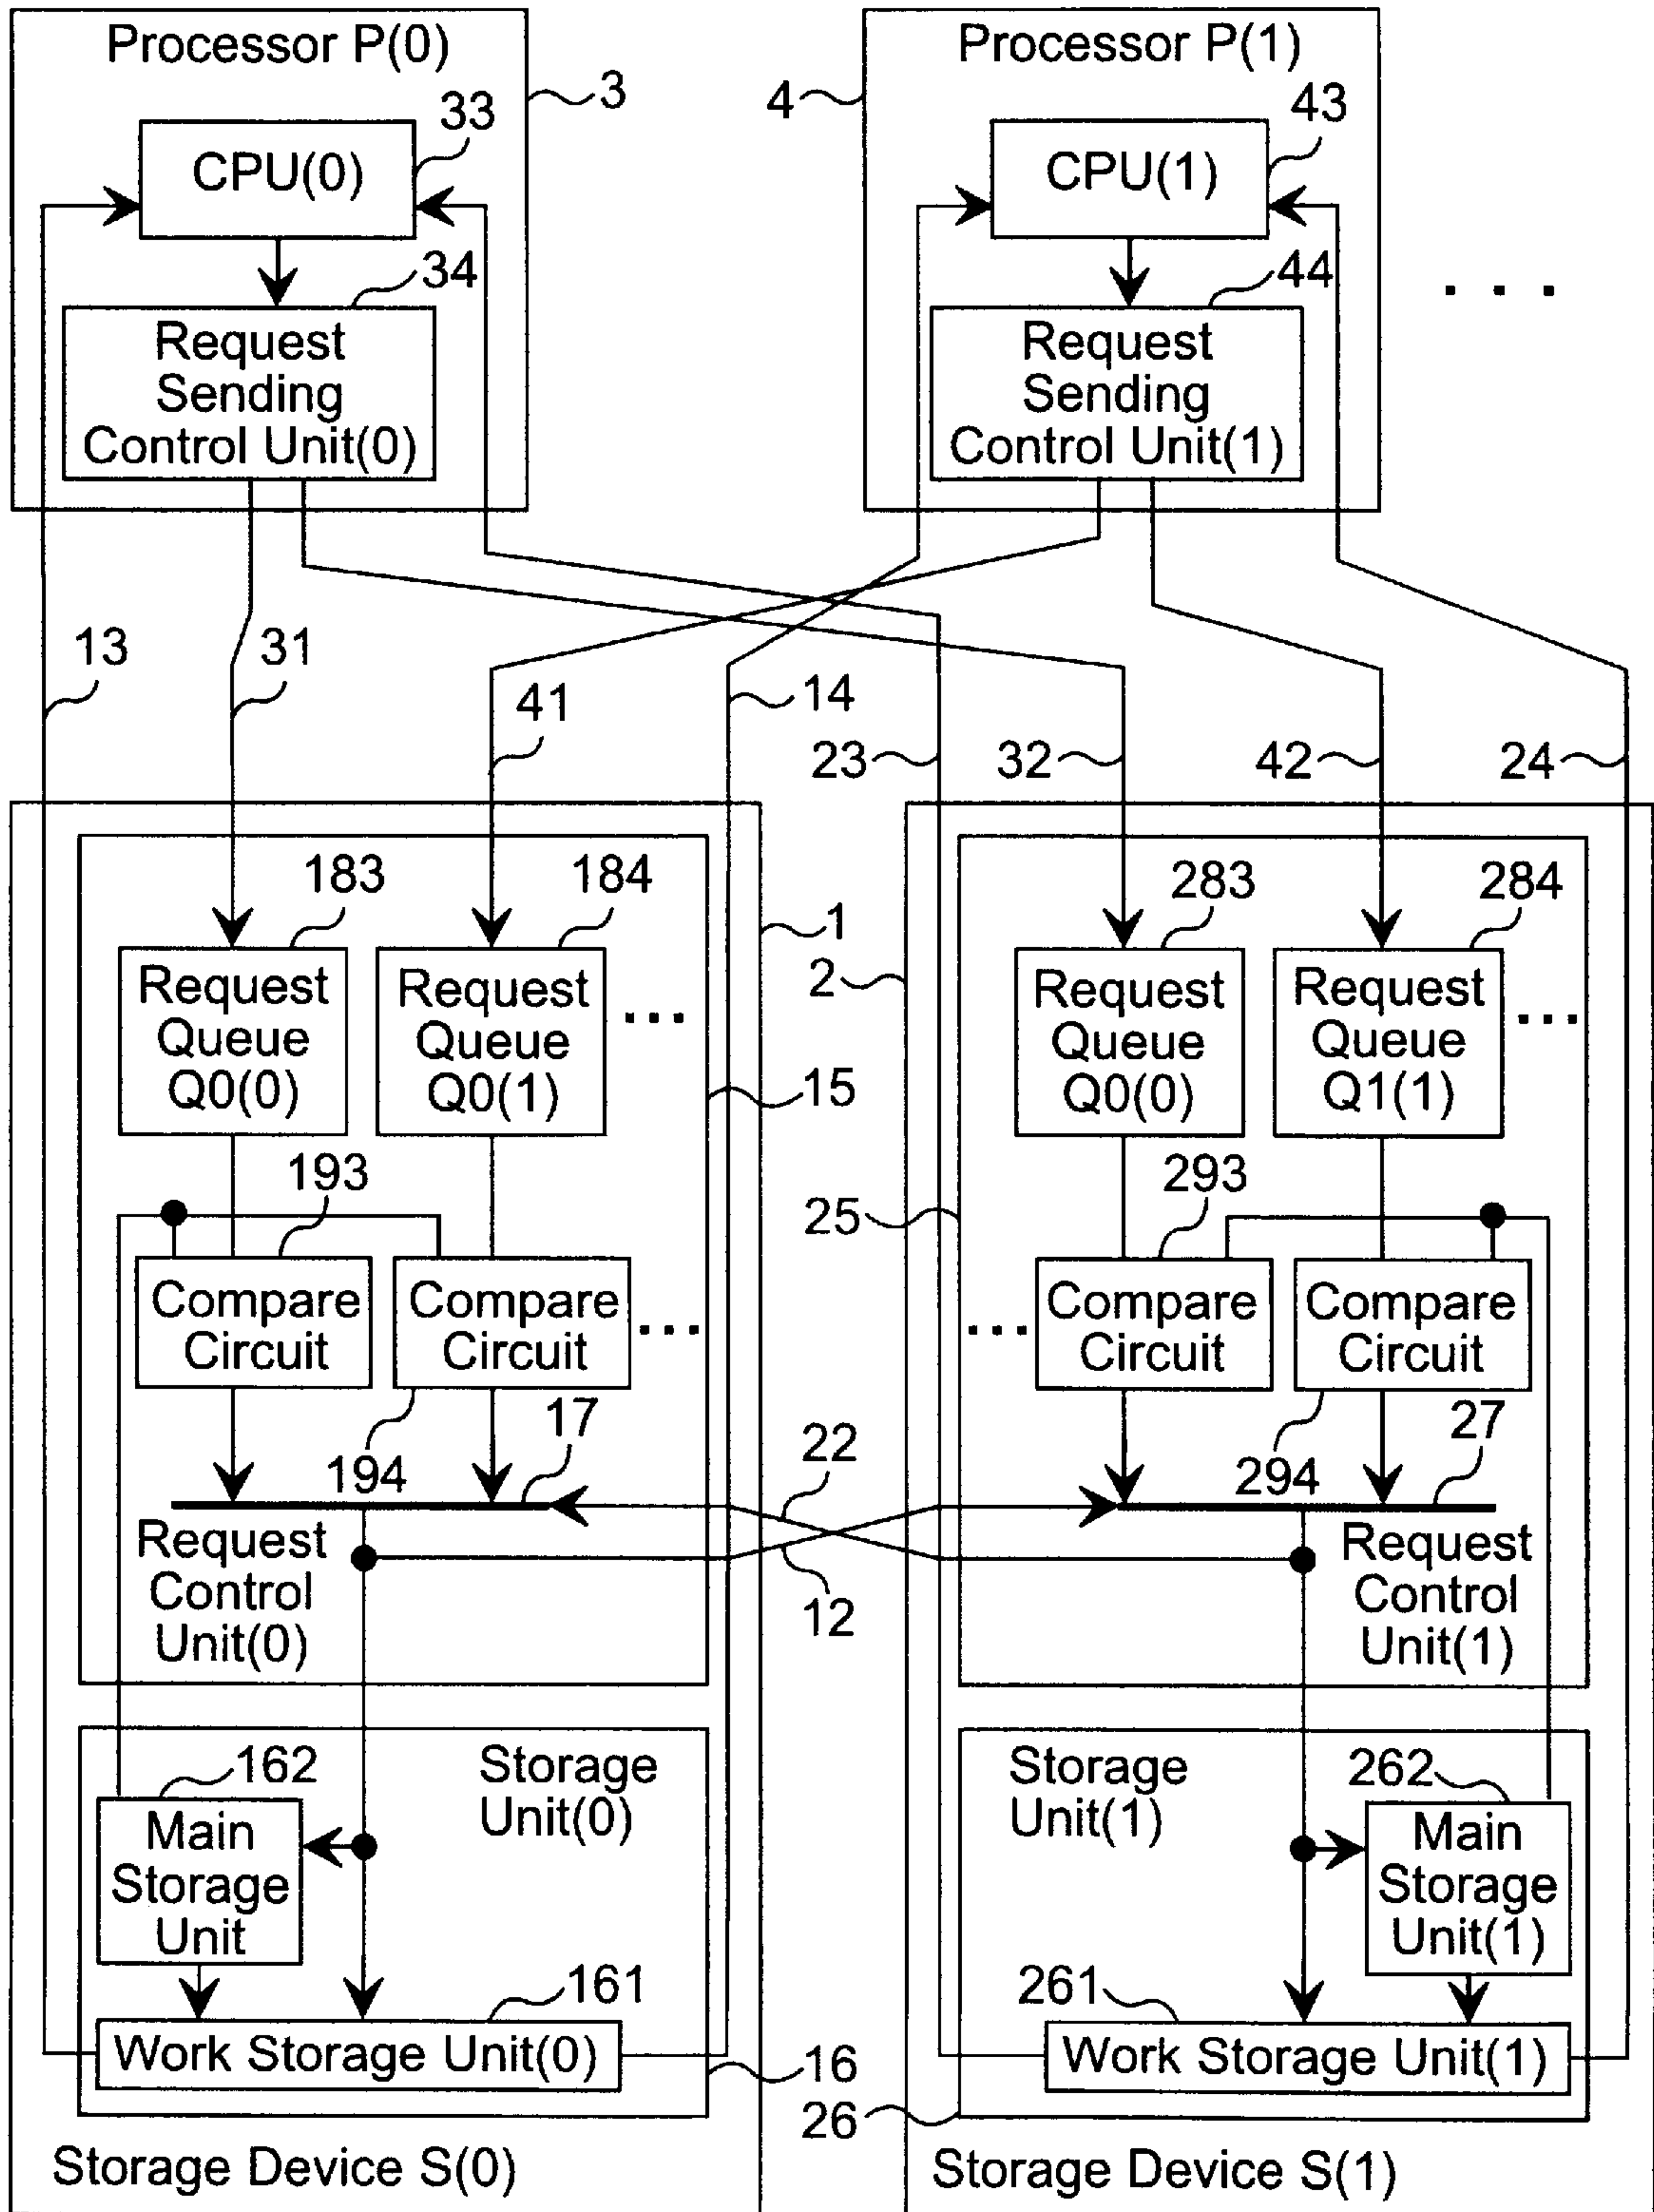 Processor P(0)
3
33
CPU(0)
34
Request
Sending
Control Unit(0)
Processor P(1)
4
43
CPU(1)
44
Request
Sending
Control Unit(1)
. . .
13
31
41
14
23
32
42
24
183
184
1
Request
Queue
Q0(0)
Request
Queue
Q0(1)
...
15
193
Compare
Circuit
Compare
Circuit
...
194
17
Request
Control
Unit(0)
22
12
2
283
284
Request
Queue
Q0(0)
Request
Queue
Q1(1)
...
25
293
...
Compare
Circuit
Compare
Circuit
294
27
Request
Control
Unit(1)
162
Storage
Unit(0)
Main
Storage
Unit
161
Work Storage Unit(0)
16
Storage Device S(0)
Storage
Unit(1)
262
Main
Storage
Unit(1)
261
Work Storage Unit(1)
26
Storage Device S(1)